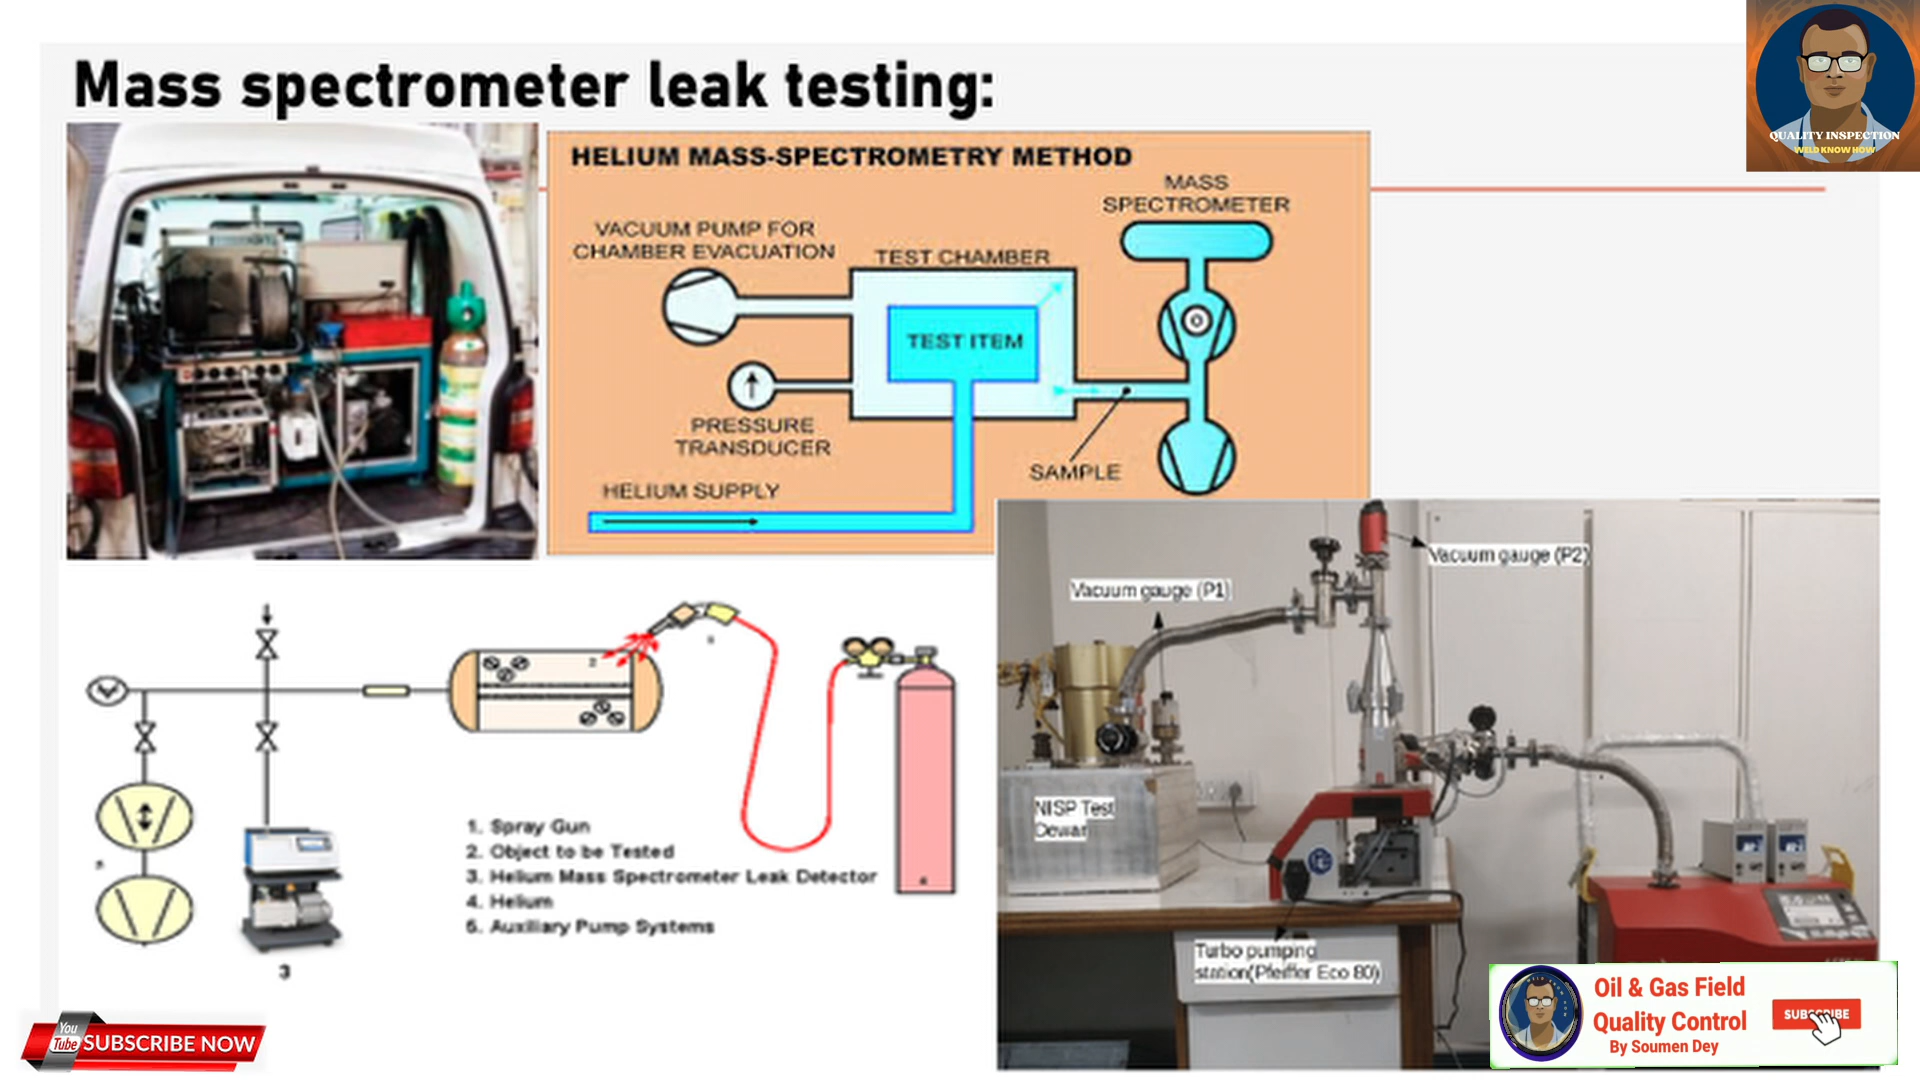 Mass spectrometer leak testing:
QUALITY INSPECTION
WELD KNOW HOW
HELIUM MASS-SPECTROMETRY METHOD
MASS
SPECTROMETER
VACUUM PUMP FOR
CHAMBER EVACUATION
TEST CHAMBER
TEST ITEM
PRESSURE
TRANSDUCER
SAMPLE
HELIUM SUPPLY
Vacuum gauge (P2)
Vacuum gauge (P1)
NISP Test
Dewar
Turbo pumping
station(Pfeiffer Eco 80)
2
1. Spray Gun
2. Object to be Tested
3. Helium Mass Spectrometer Leak Detector
4. Helium
5. Auxiliary Pump Systems
3
You
Tube
SUBSCRIBE NOW
Oil & Gas Field
Quality Control
By Soumen Dey
SUBSCRIBE